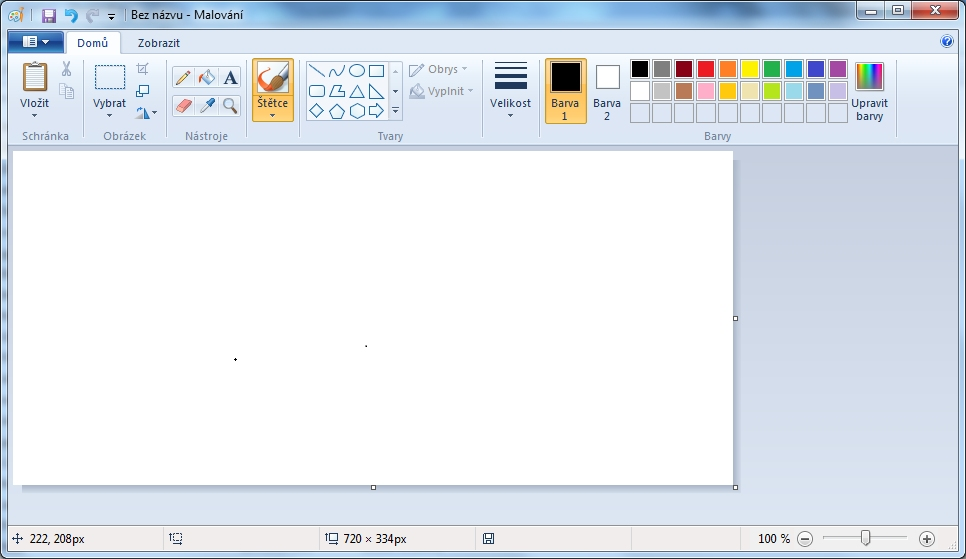 Bez názvu - Malování
Domů
Zobrazit
Vložit
Vybrat
A
Štětce
Obrys
Vyplnit
Velikost
Barva 1
Barva 2
Upravit barvy
Schránka
Obrázek
Nástroje
Tvary
Barvy
222, 208px
720 × 334px
100 %